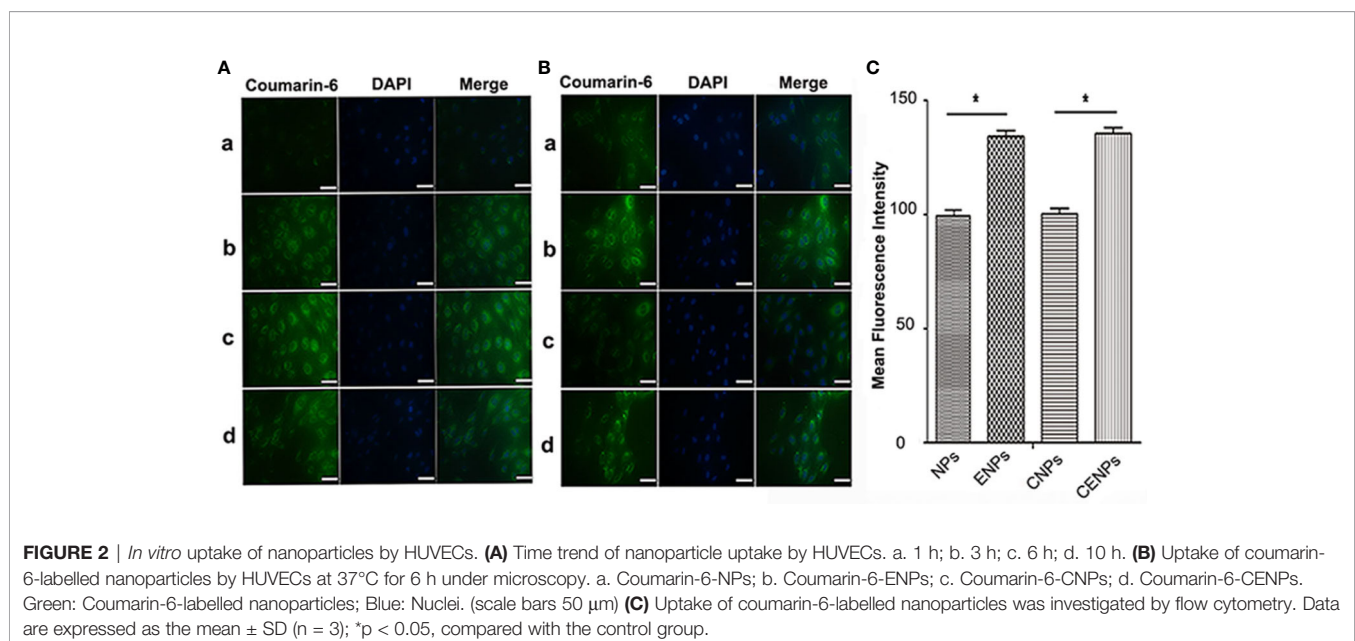 A
Coumarin-6 DAPI Merge
a
b
c
d
B
Coumarin-6 DAPI Merge
a
b
c
d
C
Mean Fluorescence Intensity
150
100
50
0
* *
NPs ENPs CNPs CENPs
FIGURE 2 | In vitro uptake of nanoparticles by HUVECs. (A) Time trend of nanoparticle uptake by HUVECs. a. 1 h; b. 3 h; c. 6 h; d. 10 h. (B) Uptake of coumarin-
6-labelled nanoparticles by HUVECs at 37°C for 6 h under microscopy. a. Coumarin-6-NPs; b. Coumarin-6-ENPs; c. Coumarin-6-CNPs; d. Coumarin-6-CENPs.
Green: Coumarin-6-labelled nanoparticles; Blue: Nuclei. (scale bars 50 μm) (C) Uptake of coumarin-6-labelled nanoparticles was investigated by flow cytometry. Data
are expressed as the mean ± SD (n = 3); *p < 0.05, compared with the control group.